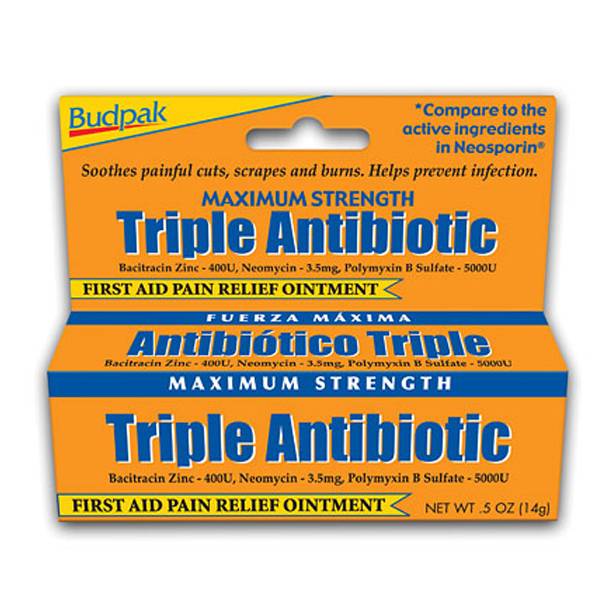 Budpak
*Compare to the
active ingredients
in Neosporin®
Soothes painful cuts, scrapes and burns. Helps prevent infection.
MAXIMUM STRENGTH
Triple Antibiotic
Bacitracin Zinc - 400U, Neomycin - 3.5mg, Polymyxin B Sulfate - 5000U
FIRST AID PAIN RELIEF OINTMENT
FUERZA MÁXIMA
Antibiótico Triple
Bacitracin Zinc - 400U, Neomycin - 3.5mg, Polymyxin B Sulfate - 5000U
MAXIMUM STRENGTH
Triple Antibiotic
Bacitracin Zinc - 400U, Neomycin - 3.5mg, Polymyxin B Sulfate - 5000U
FIRST AID PAIN RELIEF OINTMENT
NET WT .5 OZ (14g)